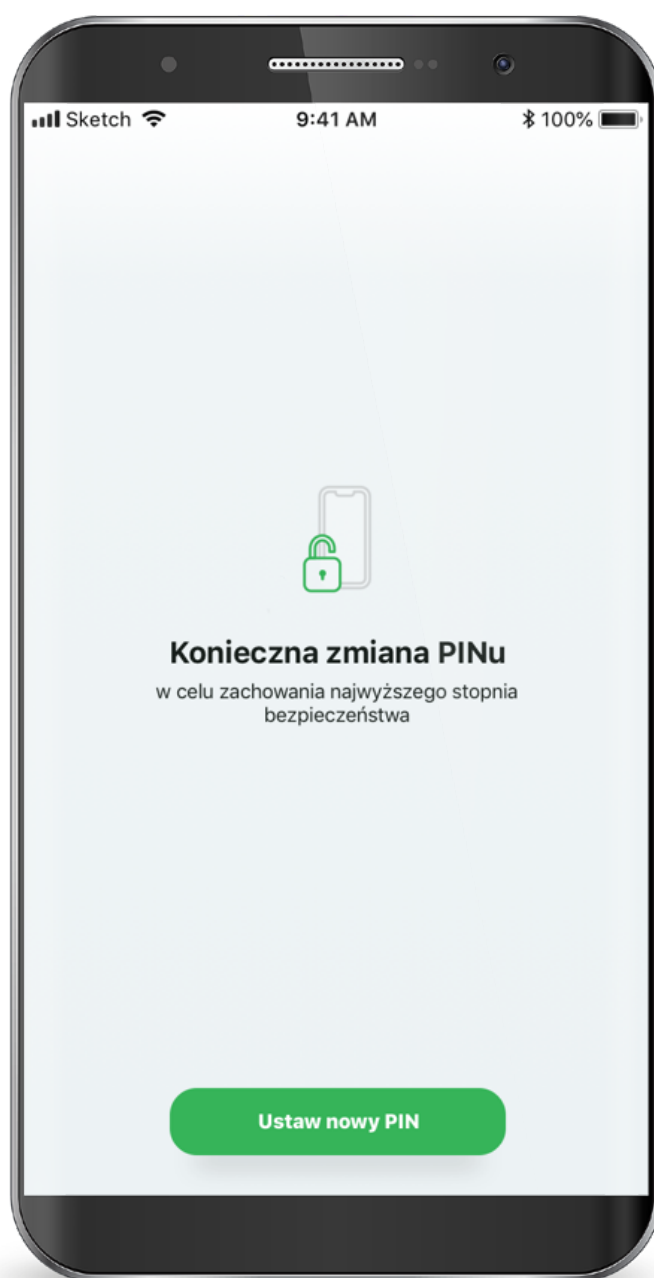 Sketch 9:41 AM 100%
Konieczna zmiana PINu
w celu zachowania najwyższego stopnia
bezpieczeństwa
Ustaw nowy PIN